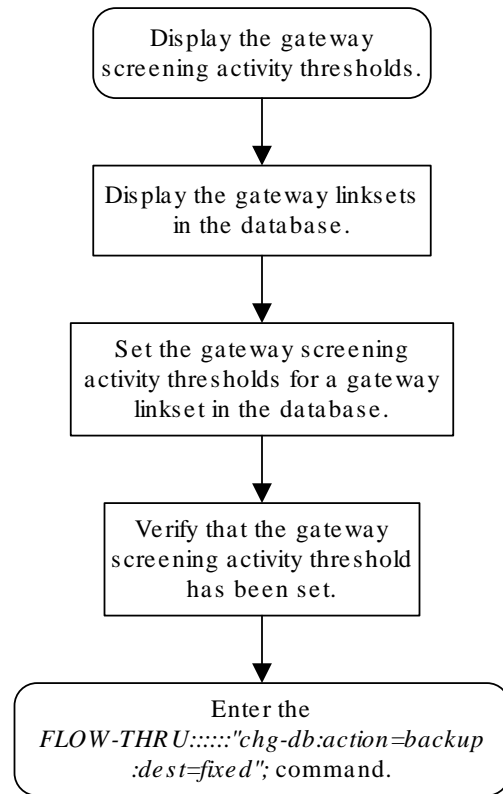 Display the gateway
screening activity thresholds.
Display the gateway linksets
in the database.
Set the gateway screening
activity thresholds for a gateway
linkset in the database.
Verify that the gateway
screening activity threshold
has been set.
Enter the
FLOW-THRU::::::"chg-db:action=backup
:dest=fixed"; command.